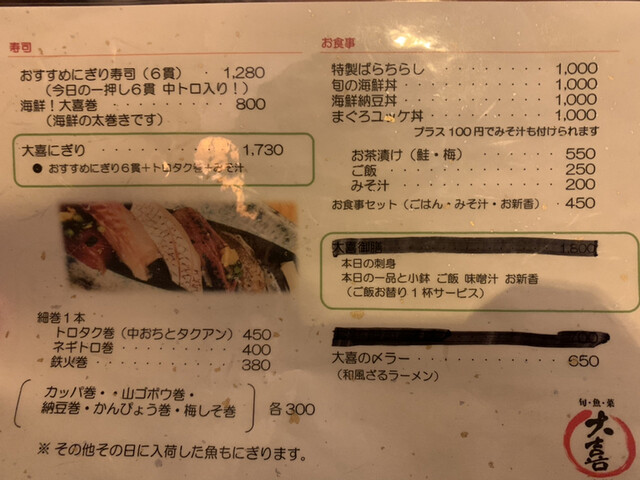 寿司
おすすめにぎり寿司（６貫）・・1,280
（今日の一押し６貫 中トロ入り！）
海鮮！大喜巻 ・・・・・・・ 800
（海鮮の太巻きです）
大喜にぎり ・・・・・・・1,730
● おすすめにぎり６貫＋トロタク巻＋みそ汁
細巻１本
トロタク巻（中おちとタクアン） 450
ネギトロ巻 ・・・・・・・・ 400
鉄火巻 ・・・・・・・・・・ 380
カッパ巻・・山ゴボウ巻・
納豆巻・かんぴょう巻・梅しそ巻 各300
※ その他その日に入荷した魚もにぎります。
お食事
特製ばらちらし ・・・・・・・・1,000
旬の海鮮丼 ・・・・・・・・・・1,000
海鮮納豆丼 ・・・・・・・・・・1,000
まぐろユッケ丼 ・・・・・・・・1,000
プラス100円でみそ汁も付けられます
お茶漬け（鮭・梅） ・・・・・ 550
ご飯 ・・・・・・・・・・・・ 250
みそ汁 ・・・・・・・・・・・ 200
お食事セット（ごはん・みそ汁・お新香） ・450
大喜御膳 1,800
本日の刺身
本日の一品と小鉢 ご飯 味噌汁 お新香
（ご飯お替り１杯サービス）
大喜の〆ラー ・・・・・・・・・・ 650
（和風ざるラーメン）
旬・魚・菜
大喜